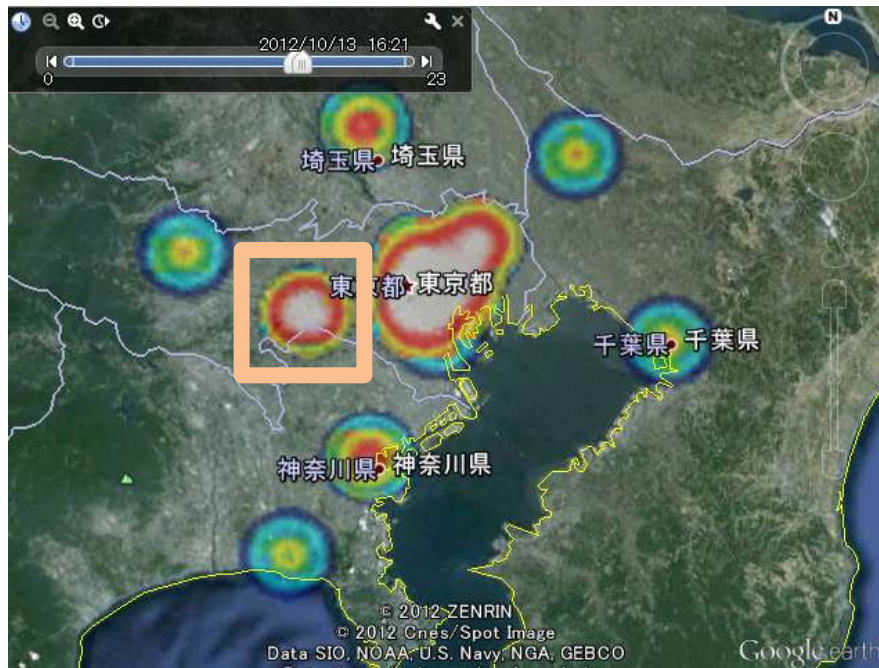 N
2012/10/13 16:21
0
23
埼玉県 埼玉県
東京都 東京都
千葉県 千葉県
神奈川県 神奈川県
© 2012 ZENRIN
© 2012 Cnes/Spot Image
Data SIO, NOAA, U.S. Navy, NGA, GEBCO
Google earth